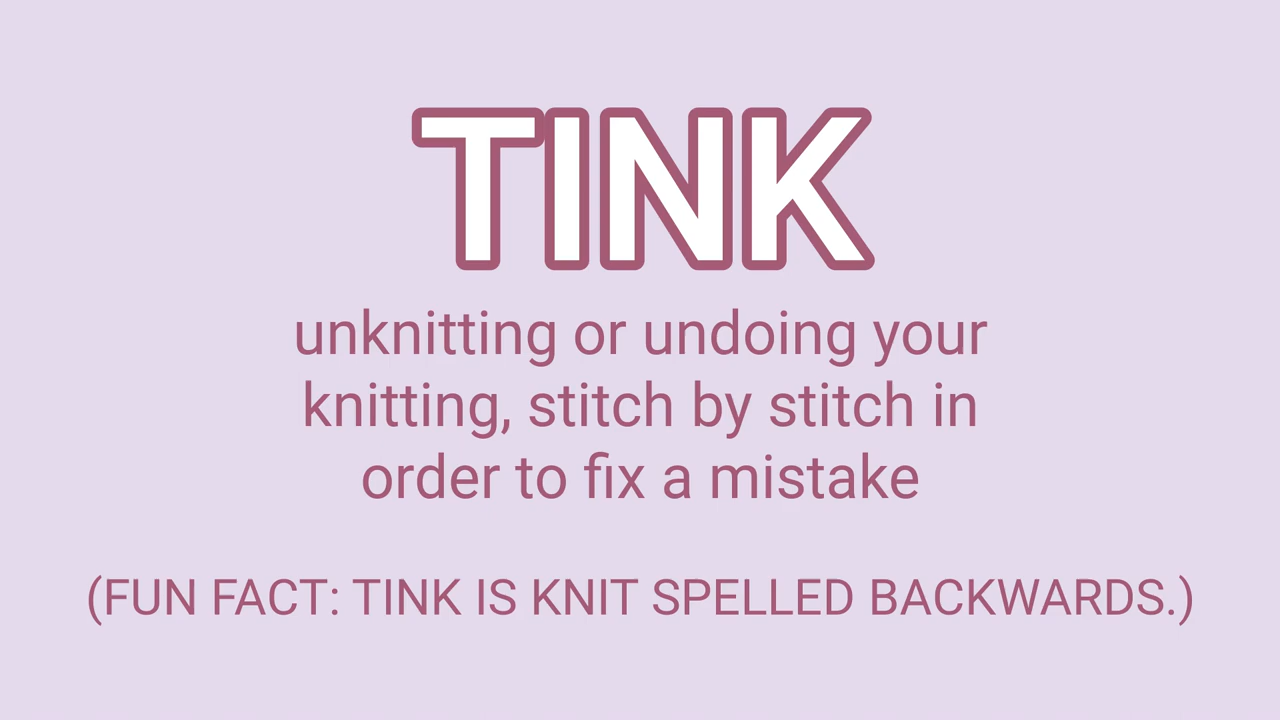 TINK
unknitting or undoing your
knitting, stitch by stitch in
order to fix a mistake
(FUN FACT: TINK IS KNIT SPELLED BACKWARDS.)